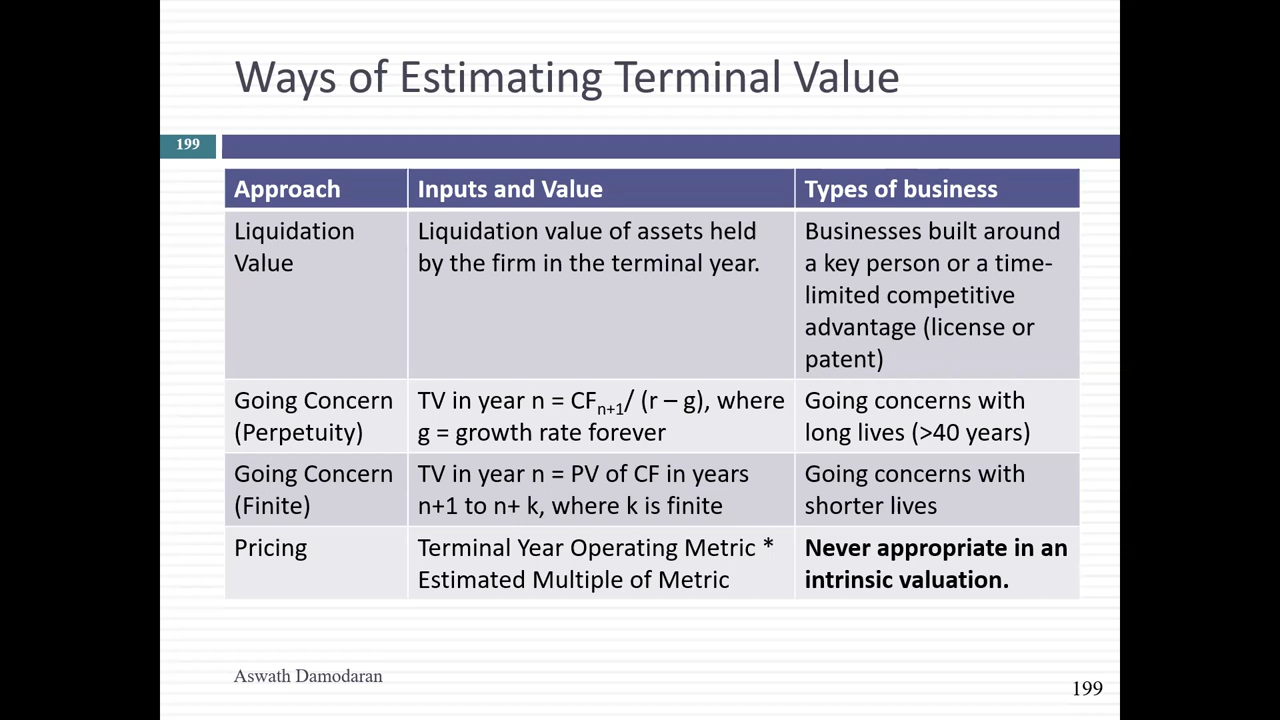 Ways of Estimating Terminal Value
199
Approach
Inputs and Value
Types of business
Liquidation
Value
Liquidation value of assets held
by the firm in the terminal year.
Businesses built around
a key person or a time-
limited competitive
advantage (license or
patent)
Going Concern
(Perpetuity)
TV in year n = CFn+1/ (r – g), where
g = growth rate forever
Going concerns with
long lives (>40 years)
Going Concern
(Finite)
TV in year n = PV of CF in years
n+1 to n+ k, where k is finite
Going concerns with
shorter lives
Pricing
Terminal Year Operating Metric *
Estimated Multiple of Metric
Never appropriate in an
intrinsic valuation.
Aswath Damodaran
199